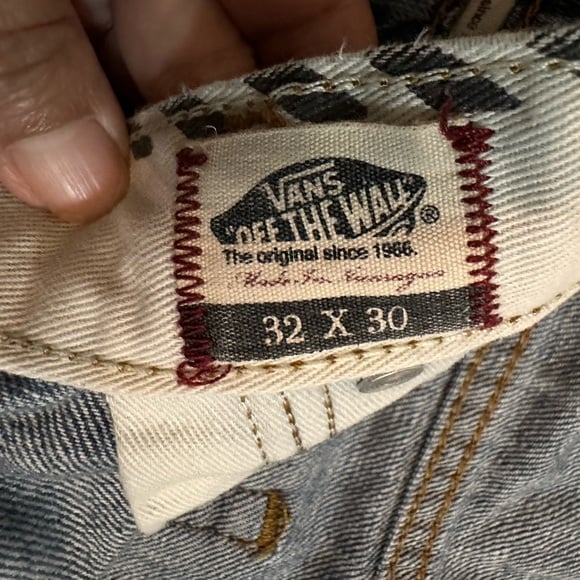 VANS
"OFF THE WALL"
®
The original since 1966.
Made In Nicaragua
32 X 30